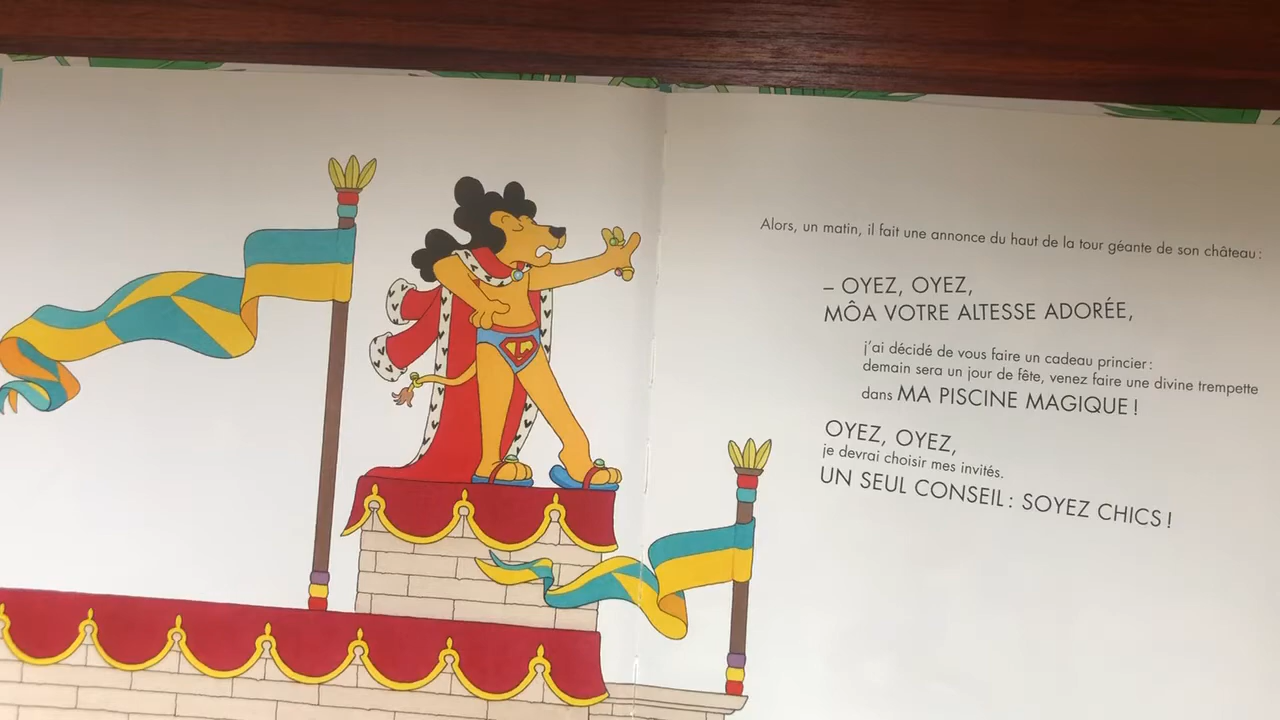 Alors, un matin, il fait une annonce du haut de la tour géante de son château :
– OYEZ, OYEZ,
MÔA VOTRE ALTESSE ADORÉE,
j'ai décidé de vous faire un cadeau princier :
demain sera un jour de fête, venez faire une divine trempette
dans MA PISCINE MAGIQUE !
OYEZ, OYEZ,
je devrai choisir mes invités.
UN SEUL CONSEIL : SOYEZ CHICS !
L